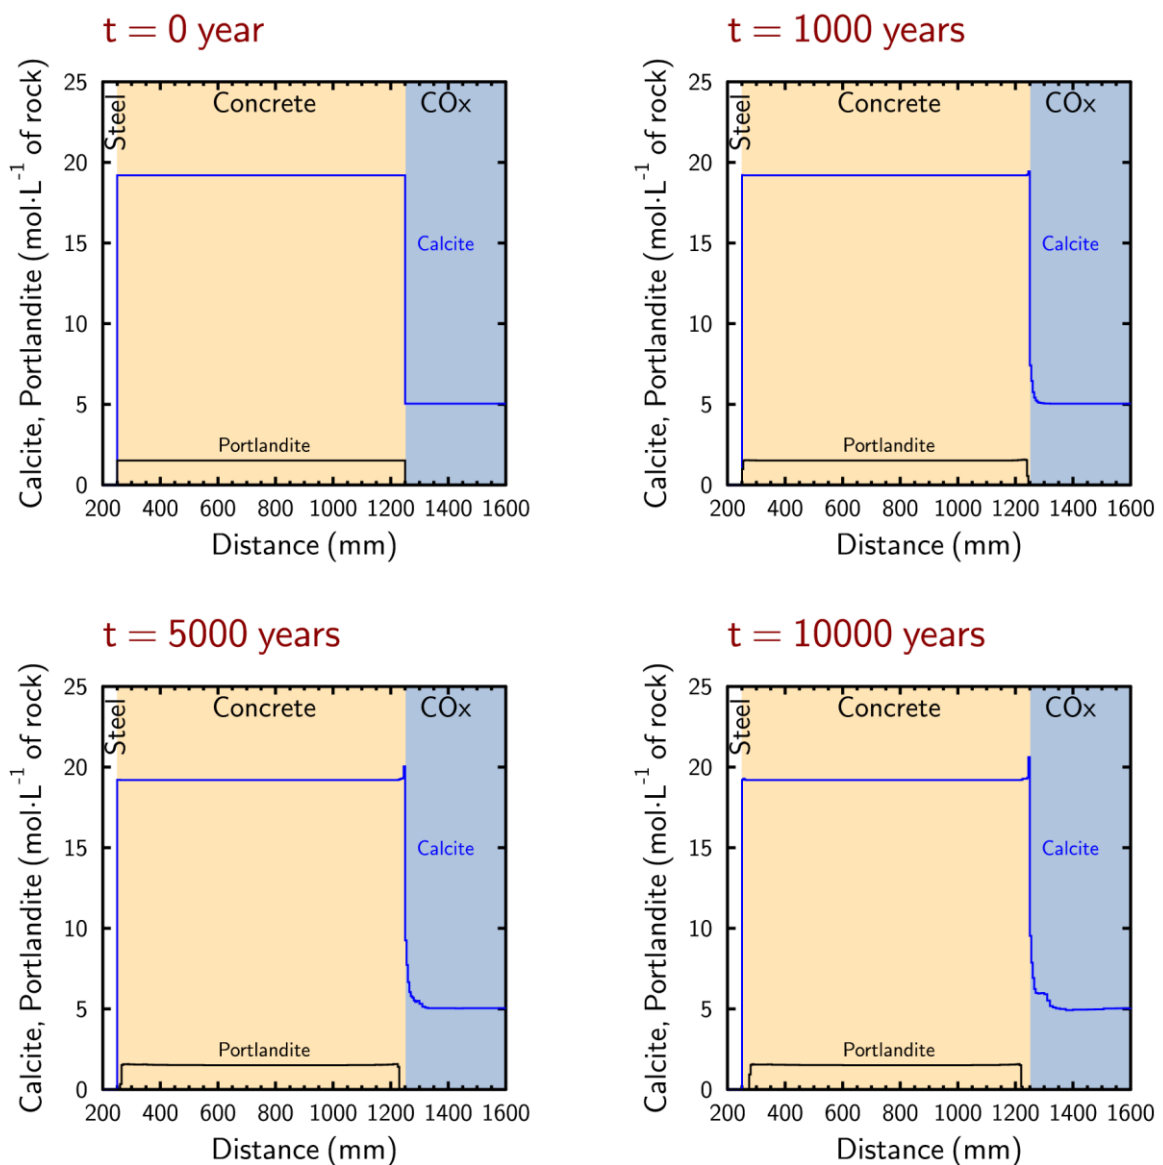 t = 0 year
Calcite, Portlandite (mol·L⁻¹ of rock)
25
20
15
10
5
0
Steel
Concrete
COx
Calcite
Portlandite
200 400 600 800 1000 1200 1400 1600
Distance (mm)
t = 1000 years
Calcite, Portlandite (mol·L⁻¹ of rock)
25
20
15
10
5
0
Steel
Concrete
COx
Calcite
Portlandite
200 400 600 800 1000 1200 1400 1600
Distance (mm)
t = 5000 years
Calcite, Portlandite (mol·L⁻¹ of rock)
25
20
15
10
5
0
Steel
Concrete
COx
Calcite
Portlandite
200 400 600 800 1000 1200 1400 1600
Distance (mm)
t = 10000 years
Calcite, Portlandite (mol·L⁻¹ of rock)
25
20
15
10
5
0
Steel
Concrete
COx
Calcite
Portlandite
200 400 600 800 1000 1200 1400 1600
Distance (mm)